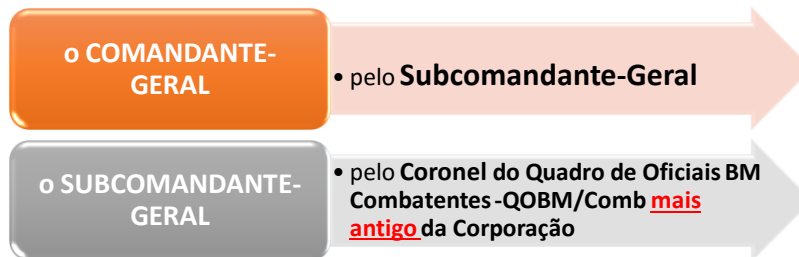 o COMANDANTE-
GERAL
• pelo Subcomandante-Geral
o SUBCOMANDANTE-
GERAL
• pelo Coronel do Quadro de Oficiais BM
Combatentes -QOBM/Comb mais
antigo da Corporação